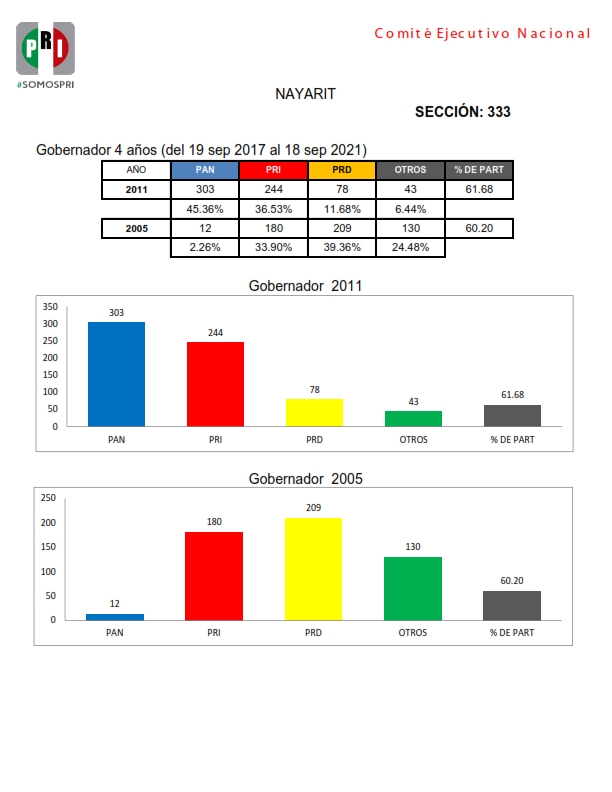 Comité Ejecutivo Nacional
PRI
#SOMOSPRI
NAYARIT
SECCIÓN: 333
Gobernador 4 años (del 19 sep 2017 al 18 sep 2021)
AÑO PAN PRI PRD OTROS % DE PART
2011 303 244 78 43 61.68
45.36% 36.53% 11.68% 6.44%
2005 12 180 209 130 60.20
2.26% 33.90% 39.36% 24.48%
Gobernador 2011
350
300
250
200
150
100
50
0
303
244
78
43
61.68
PAN PRI PRD OTROS % DE PART
Gobernador 2005
250
200
150
100
50
0
12
180
209
130
60.20
PAN PRI PRD OTROS % DE PART